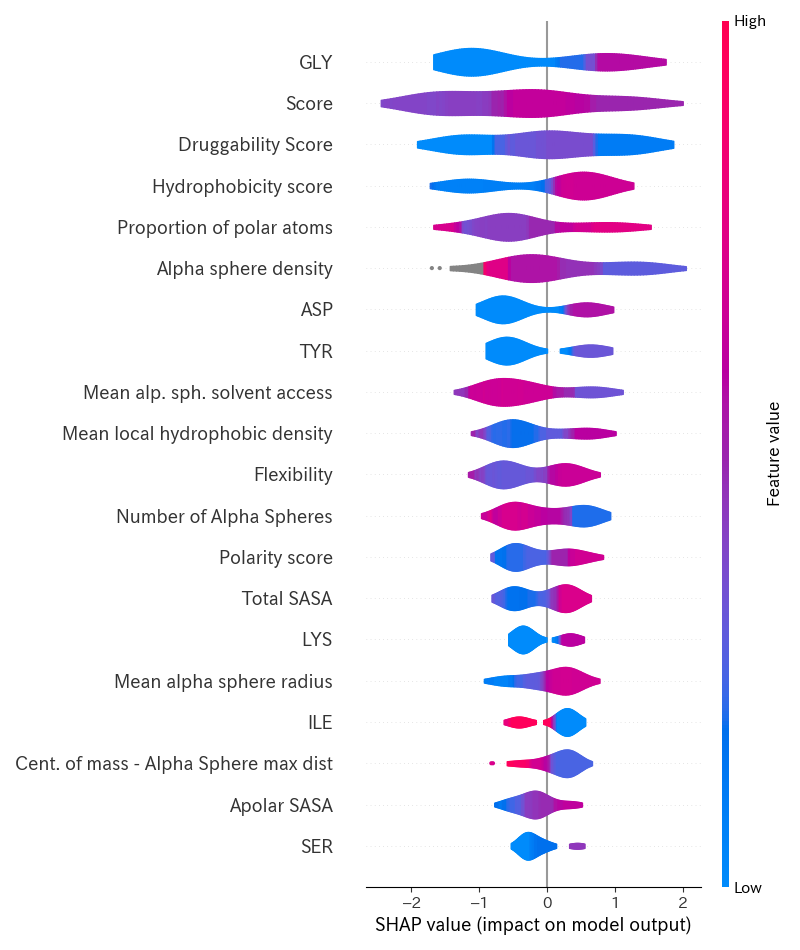 High
GLY
Score
Druggability Score
Hydrophobicity score
Proportion of polar atoms
Alpha sphere density
ASP
TYR
Mean alp. sph. solvent access
Mean local hydrophobic density
Flexibility
Number of Alpha Spheres
Polarity score
Total SASA
LYS
Mean alpha sphere radius
ILE
Cent. of mass - Alpha Sphere max dist
Apolar SASA
SER
Feature value
Low
−2 −1 0 1 2
SHAP value (impact on model output)